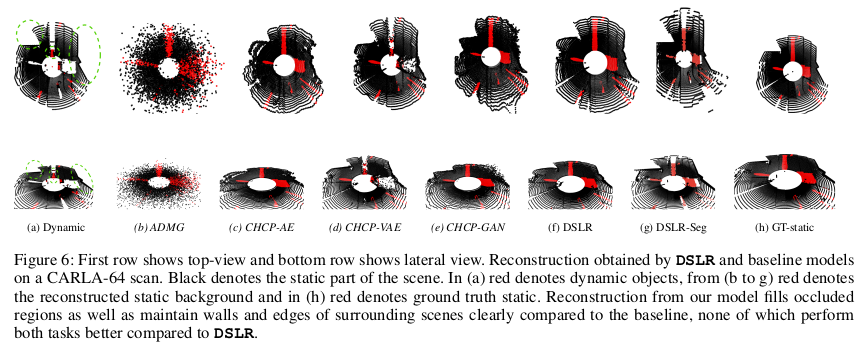 (a) Dynamic (b) ADMG (c) CHCP-AE (d) CHCP-VAE (e) CHCP-GAN (f) DSLR (g) DSLR-Seg (h) GT-static
Figure 6: First row shows top-view and bottom row shows lateral view. Reconstruction obtained by DSLR and baseline models
on a CARLA-64 scan. Black denotes the static part of the scene. In (a) red denotes dynamic objects, from (b to g) red denotes
the reconstructed static background and in (h) red denotes ground truth static. Reconstruction from our model fills occluded
regions as well as maintain walls and edges of surrounding scenes clearly compared to the baseline, none of which perform
both tasks better compared to DSLR.